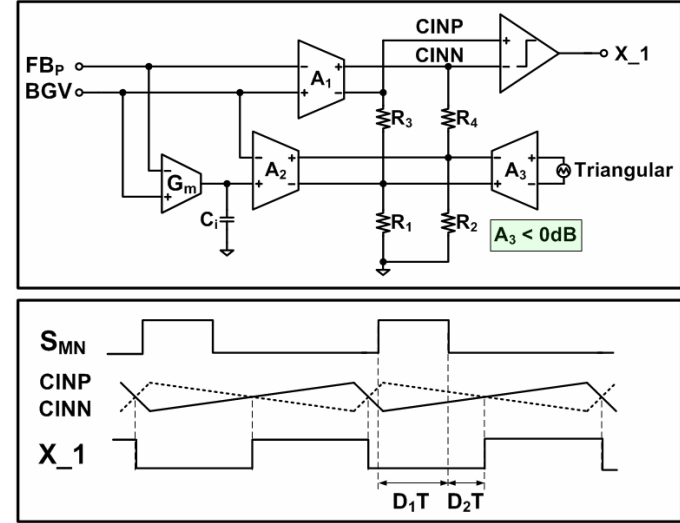 CINP
FBP
CINN
X_1
A1
BGV
R3
R4
Gm
A2
A3
Triangular
Ci
R1
R2
A3 < 0dB
SMN
CINP
CINN
X_1
D1T
D2T